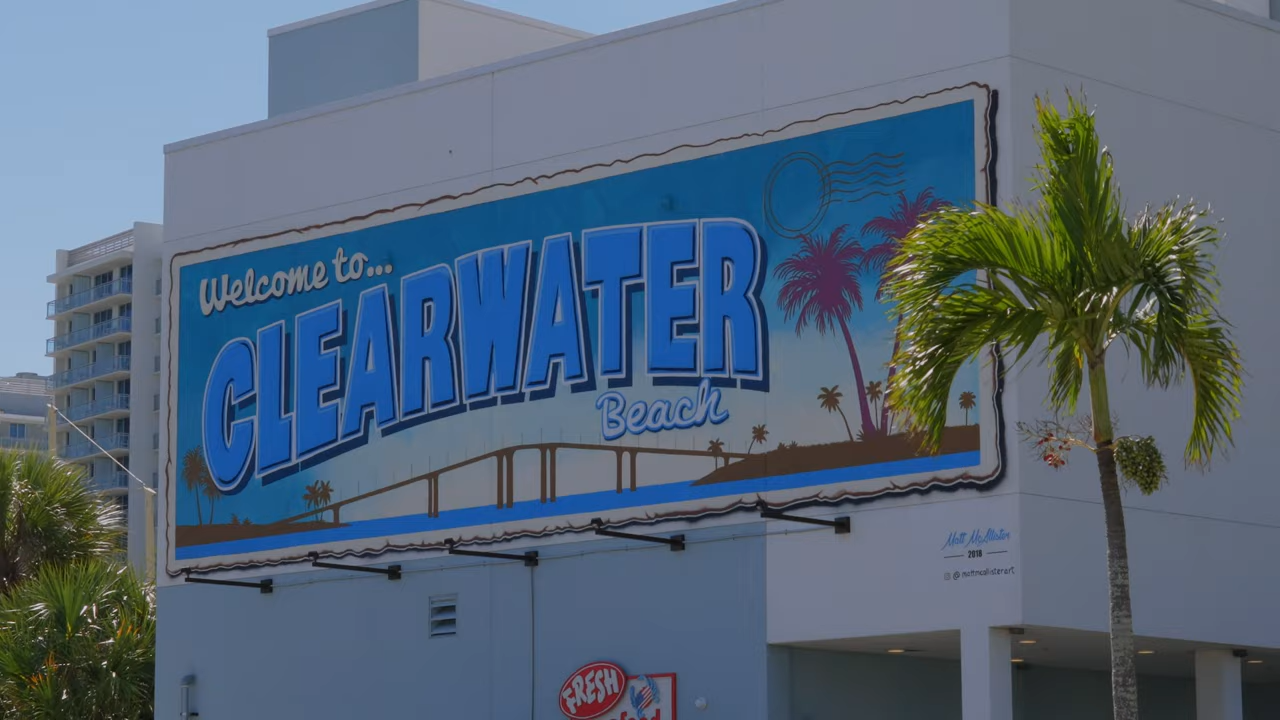 Welcome to...
CLEARWATER
Beach
Matt McAllister
2018
@mattmcallisterart
FRESH